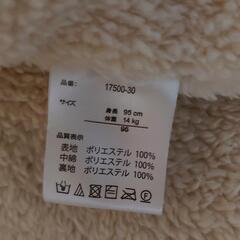 品番: 17500-30
サイズ
身長 95 cm
体重 14 kg
95
品質表示
表地 ポリエステル 100%
中綿 ポリエステル 100%
裏地 ポリエステル 100%